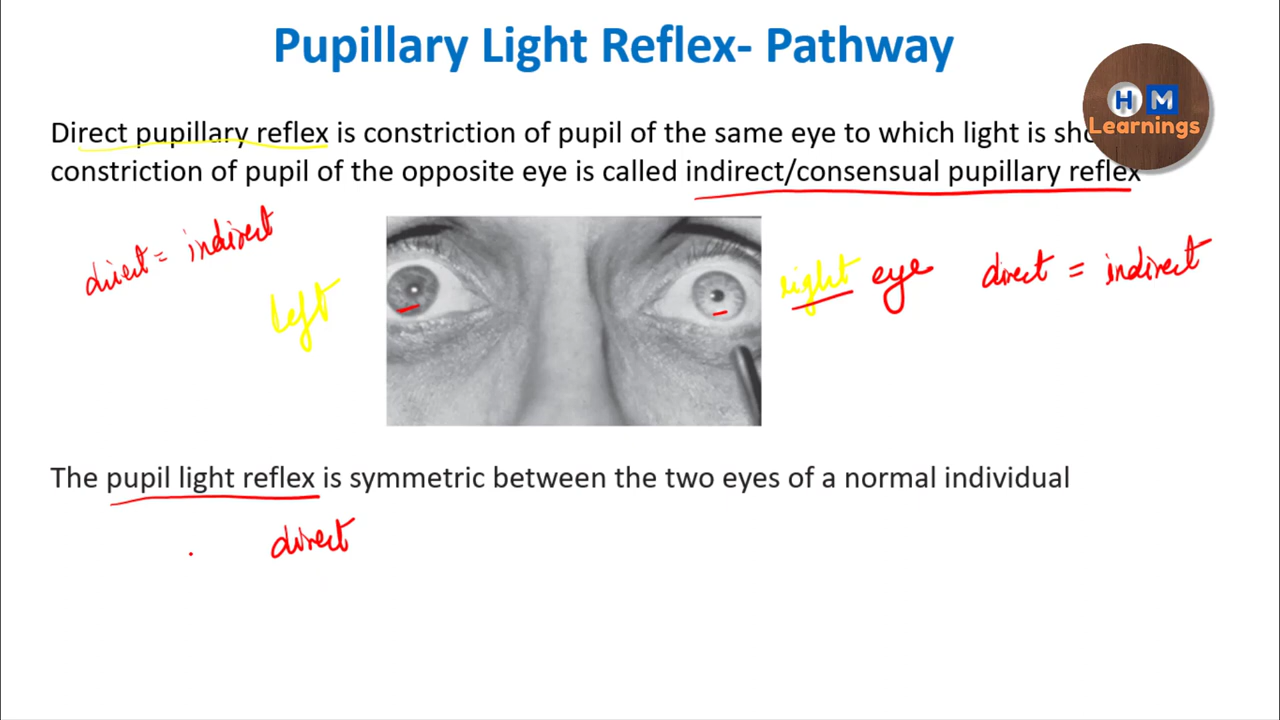 Pupillary Light Reflex- Pathway
H M
Learnings
Direct pupillary reflex is constriction of pupil of the same eye to which light is
constriction of pupil of the opposite eye is called indirect/consensual pupillary reflex
direct = indirect
left
right eye
direct = indirect
The pupil light reflex is symmetric between the two eyes of a normal individual
direct